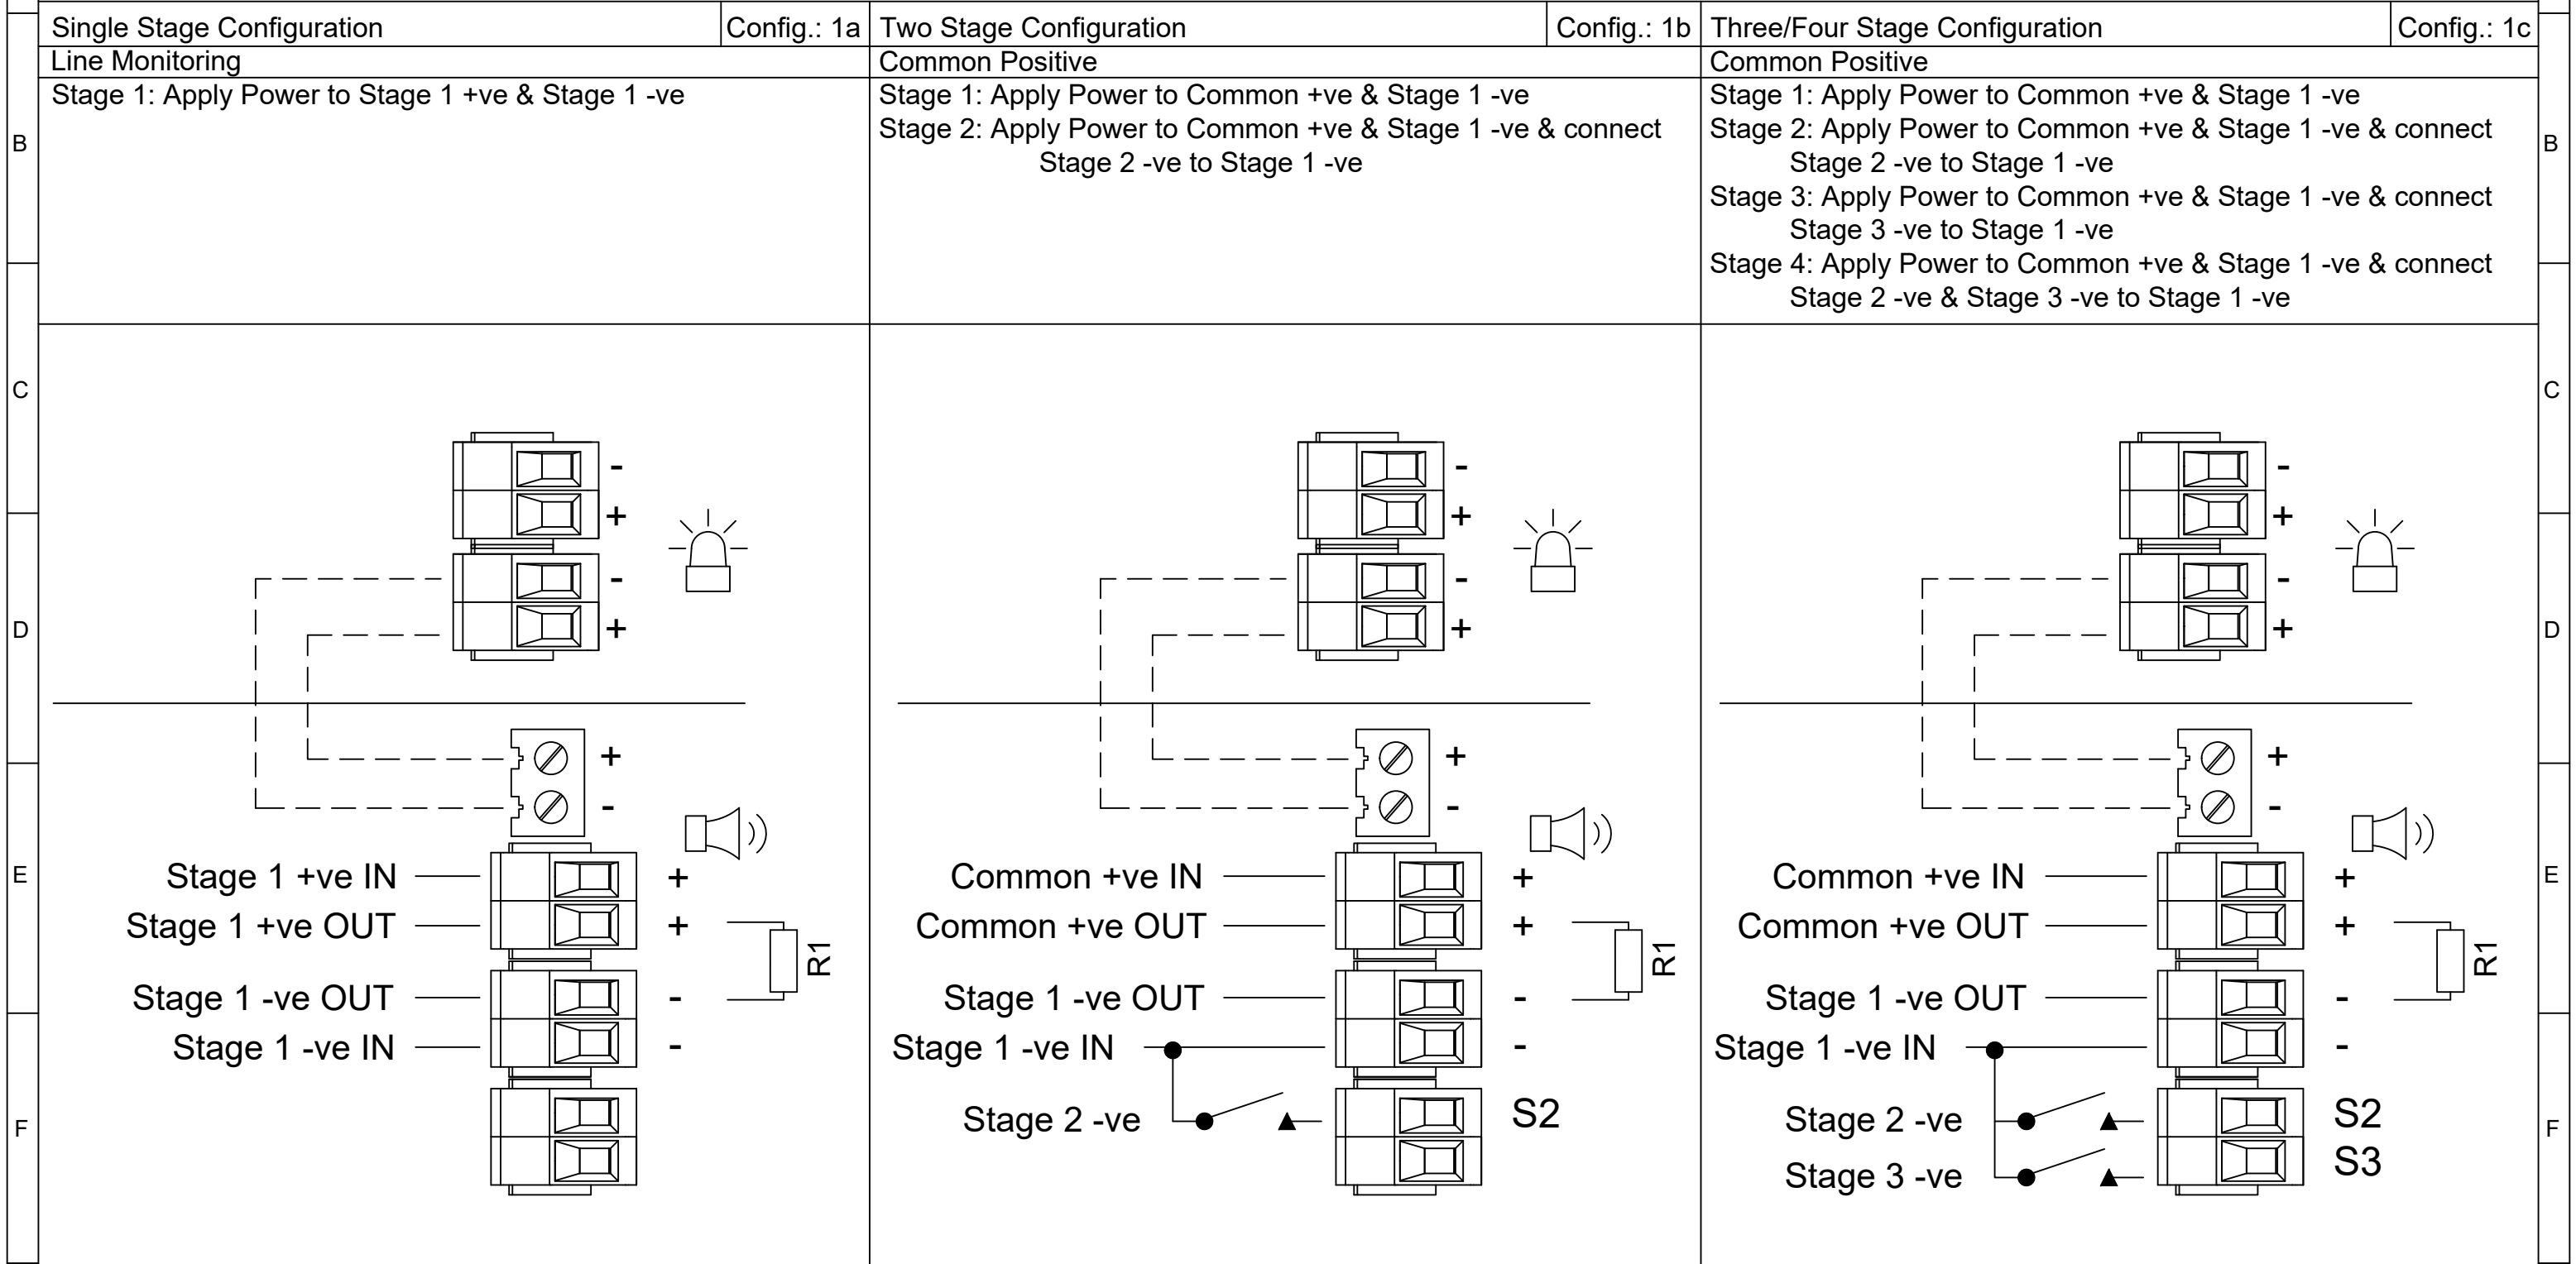 Single Stage Configuration
Config.: 1a
Line Monitoring
Stage 1: Apply Power to Stage 1 +ve & Stage 1 -ve
-
+
-
+
+
-
Stage 1 +ve IN
+
Stage 1 +ve OUT
+
R1
Stage 1 -ve OUT
-
Stage 1 -ve IN
-
Two Stage Configuration
Config.: 1b
Common Positive
Stage 1: Apply Power to Common +ve & Stage 1 -ve
Stage 2: Apply Power to Common +ve & Stage 1 -ve & connect
Stage 2 -ve to Stage 1 -ve
-
+
-
+
+
-
Common +ve IN
+
Common +ve OUT
+
R1
Stage 1 -ve OUT
-
Stage 1 -ve IN
-
Stage 2 -ve
S2
Three/Four Stage Configuration
Config.: 1c
Common Positive
Stage 1: Apply Power to Common +ve & Stage 1 -ve
Stage 2: Apply Power to Common +ve & Stage 1 -ve & connect
Stage 2 -ve to Stage 1 -ve
Stage 3: Apply Power to Common +ve & Stage 1 -ve & connect
Stage 3 -ve to Stage 1 -ve
Stage 4: Apply Power to Common +ve & Stage 1 -ve & connect
Stage 2 -ve & Stage 3 -ve to Stage 1 -ve
-
+
-
+
+
-
Common +ve IN
+
Common +ve OUT
+
R1
Stage 1 -ve OUT
-
Stage 1 -ve IN
-
Stage 2 -ve
S2
Stage 3 -ve
S3
B
C
D
E
F
B
C
D
E
F